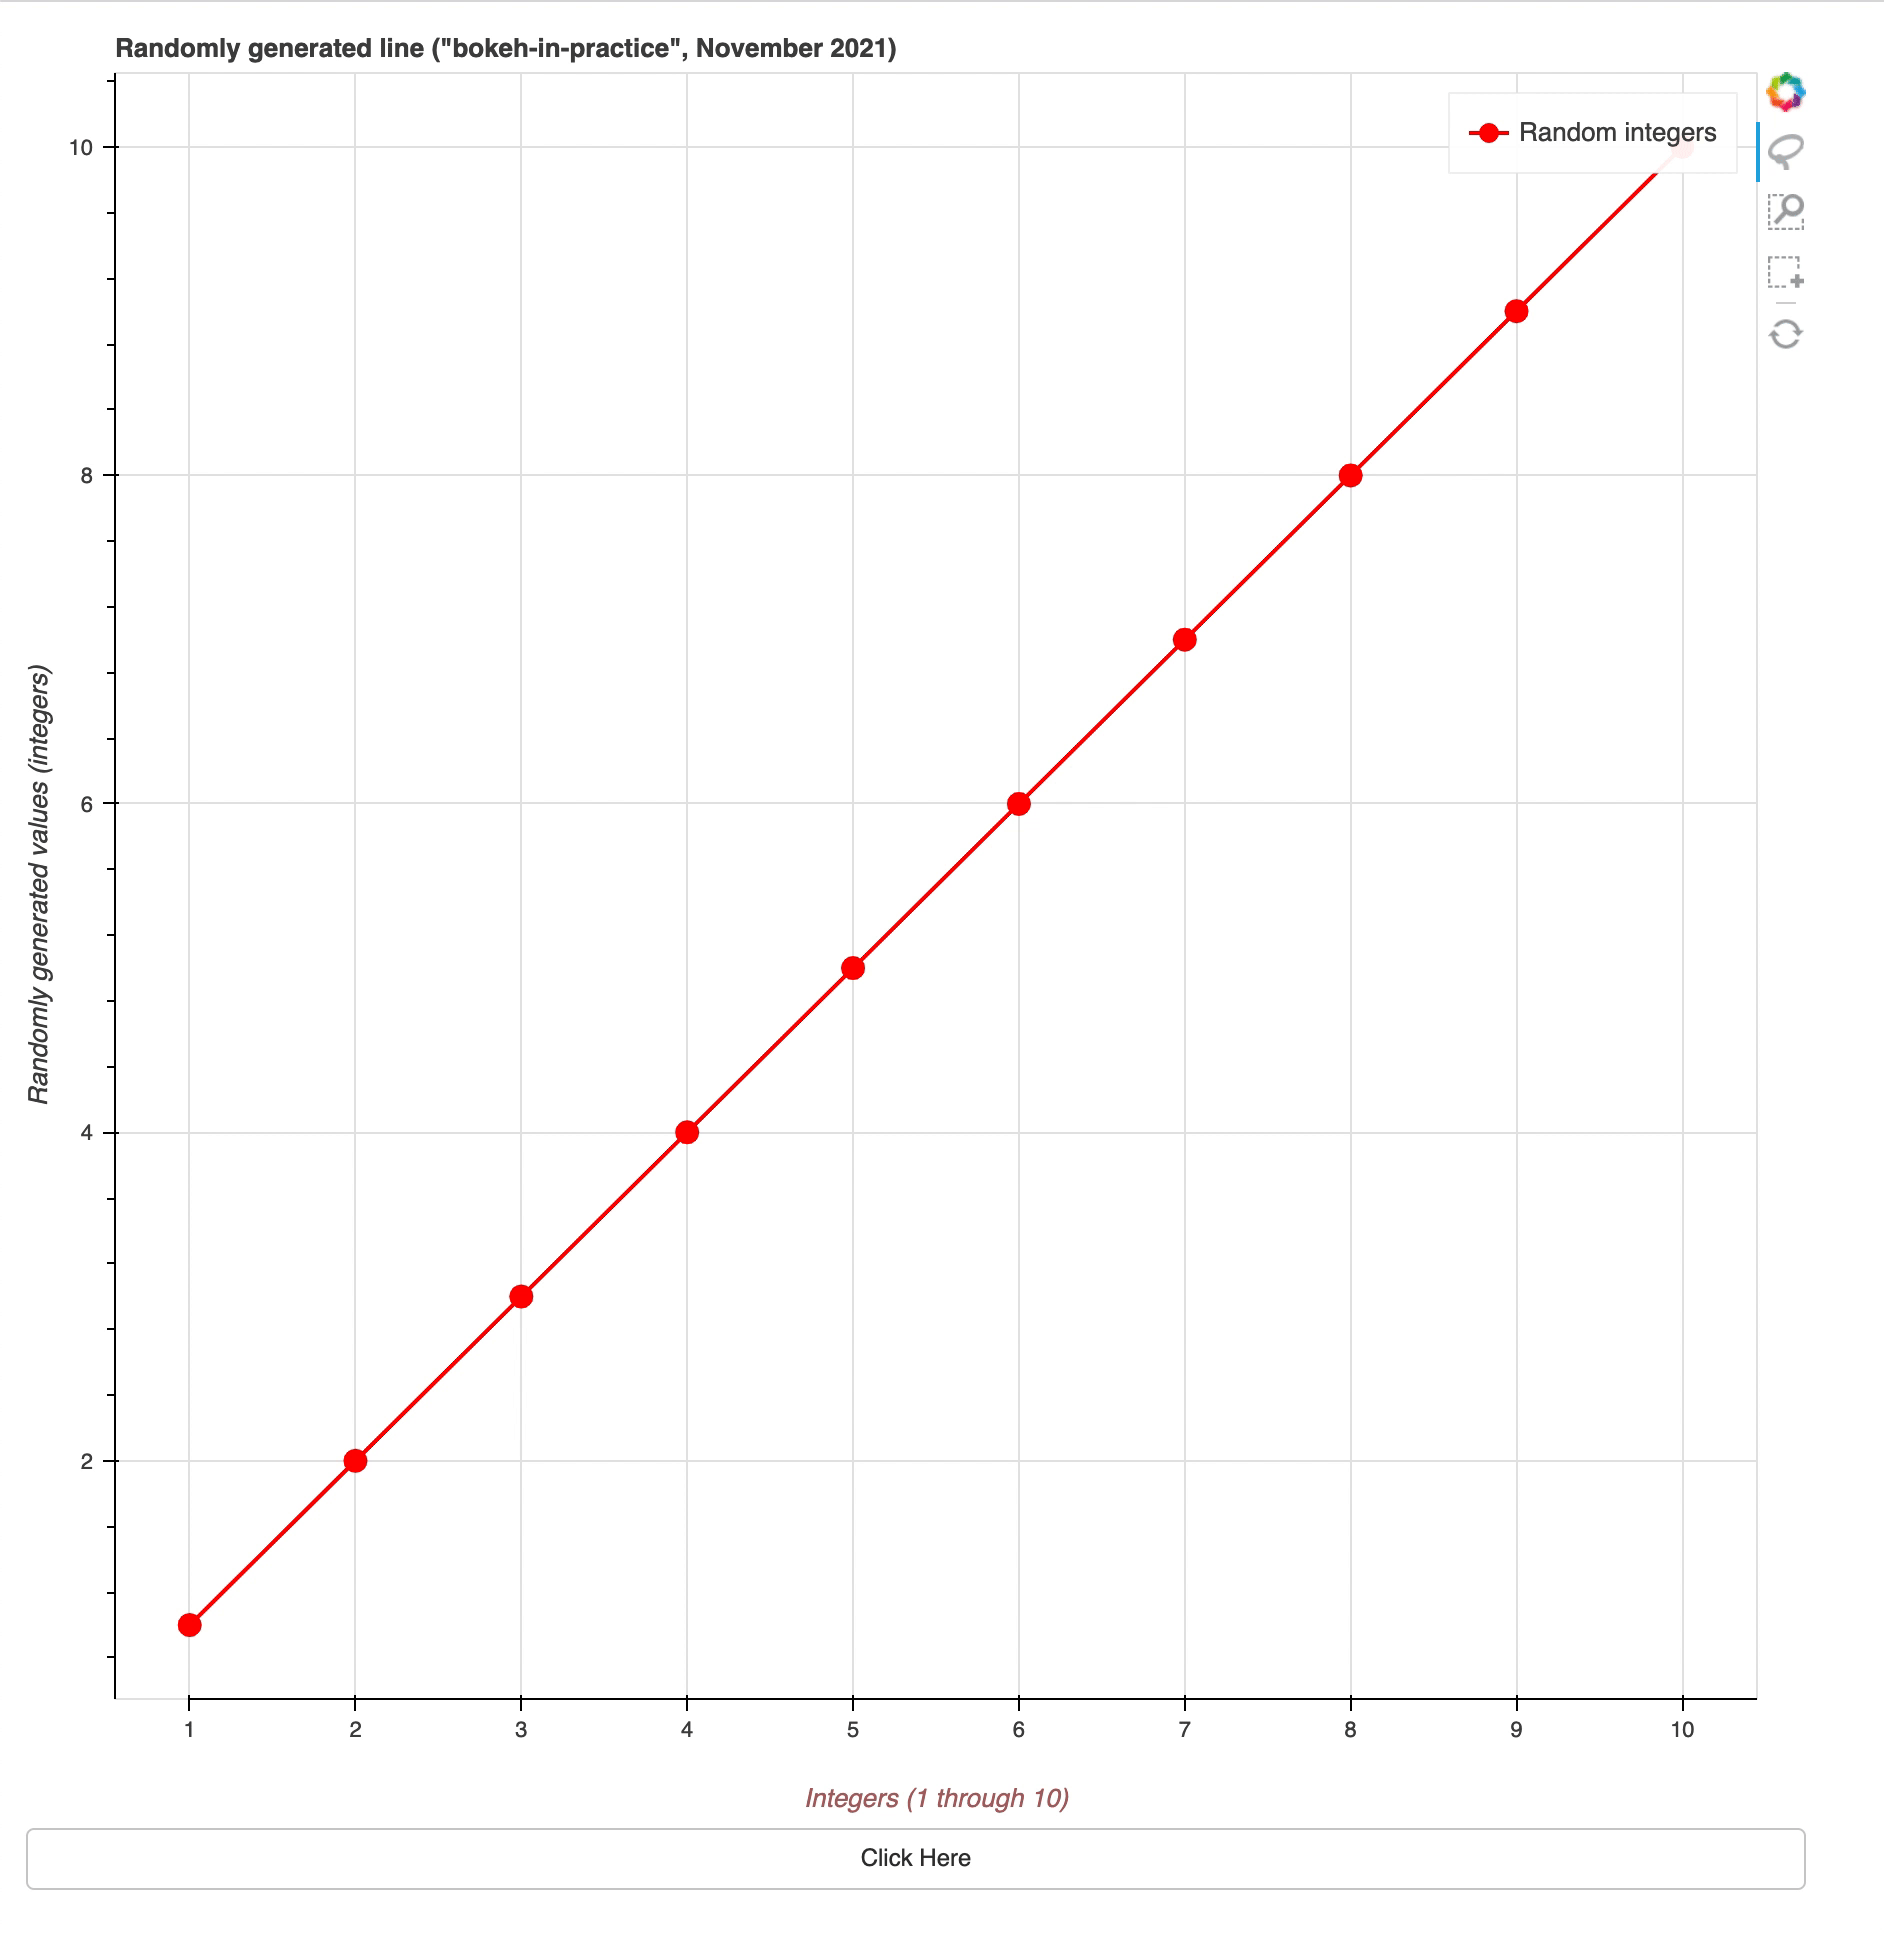 Randomly generated line ("bokeh-in-practice", November 2021)
Random integers
10
8
6
4
2
Randomly generated values (integers)
1 2 3 4 5 6 7 8 9 10
Integers (1 through 10)
Click Here